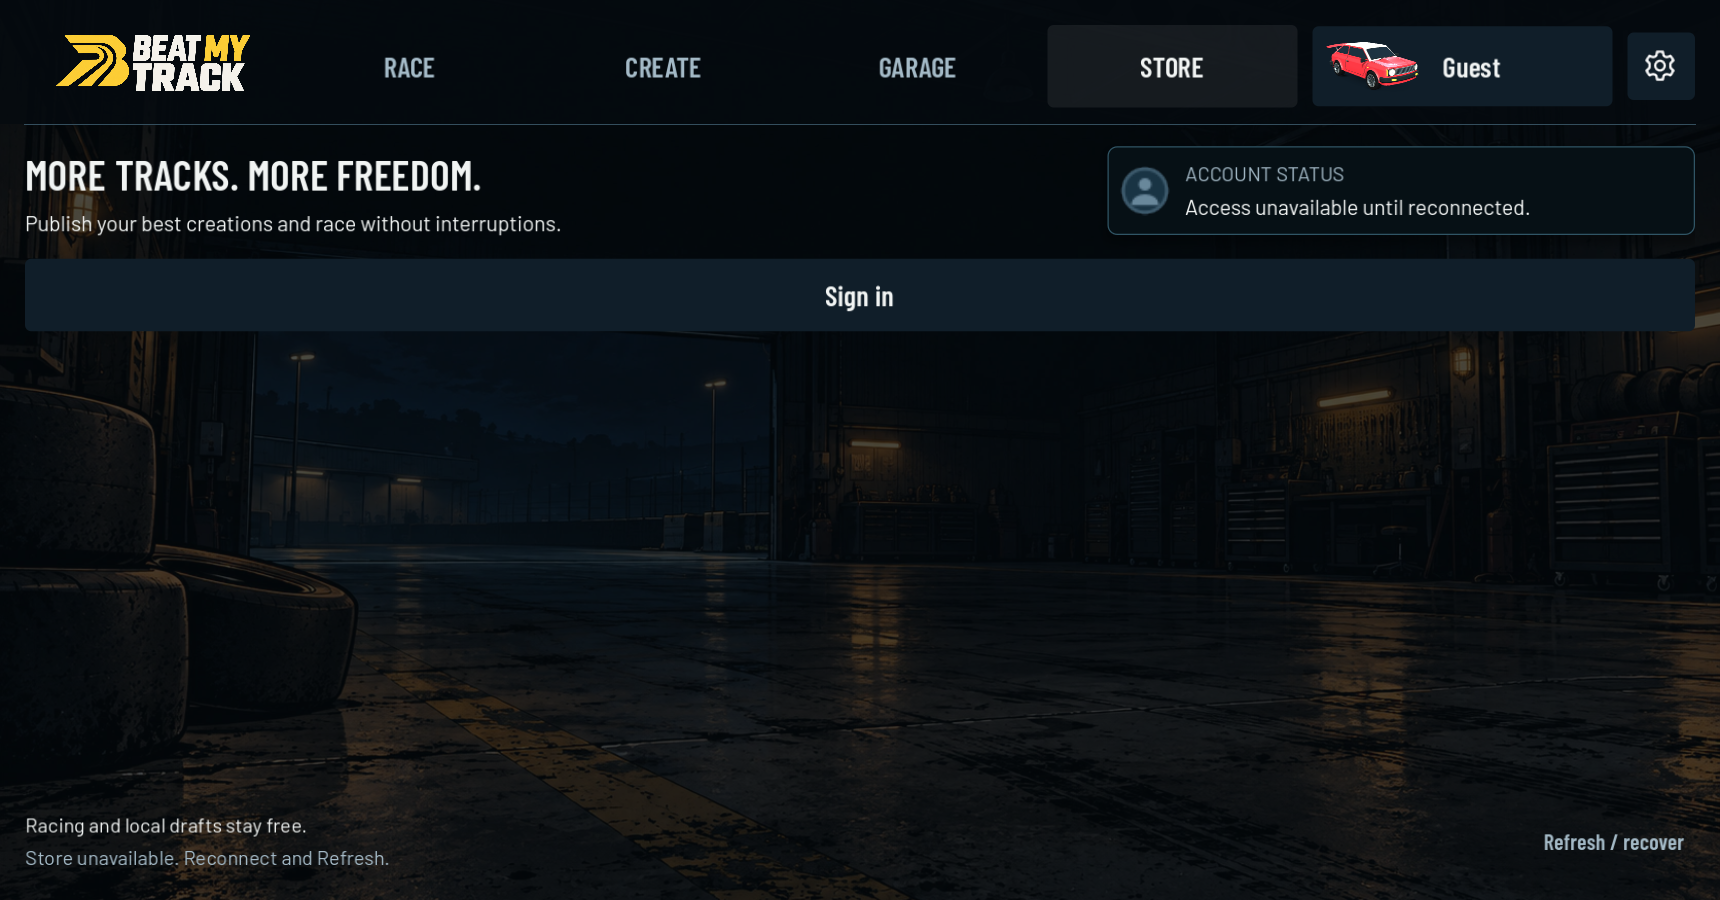 BEAT MY
TRACK
RACE
CREATE
GARAGE
STORE
Guest
MORE TRACKS. MORE FREEDOM.
Publish your best creations and race without interruptions.
ACCOUNT STATUS
Access unavailable until reconnected.
Sign in
Racing and local drafts stay free.
Store unavailable. Reconnect and Refresh.
Refresh / recover